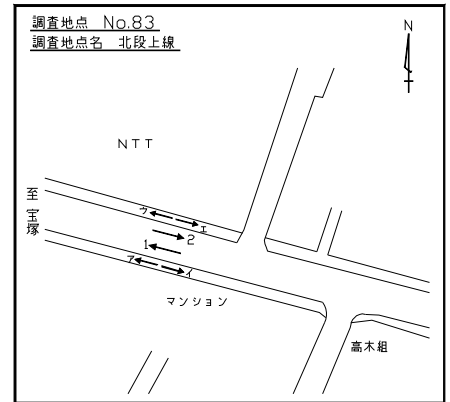 調査地点 No.83
調査地点名 北段上線
N
NTT
至宝塚
ウ
エ
2
1
ア
イ
マンション
高木組